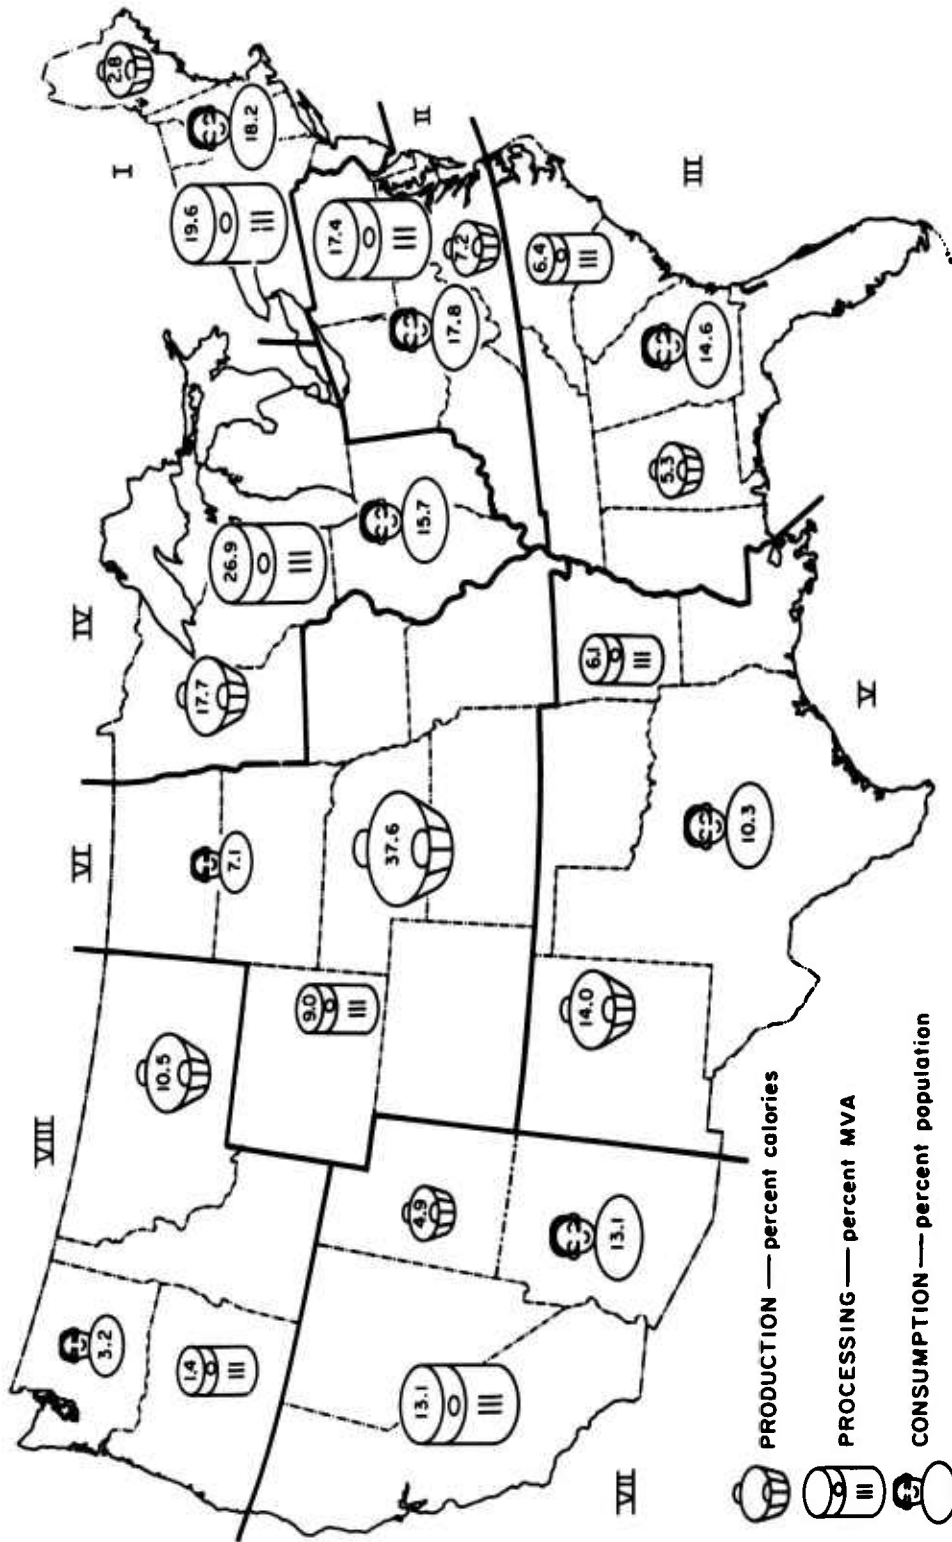 VIII
VI
IV
I
3.2
2.8
10.5
1.4
17.7
19.6
7.1
26.9
18.2
9.0
17.4
37.6
13.1
4.9
15.7
II
17.8
7.2
6.4
14.0
6.1
13.1
VII
5.3
III
14.6
10.3
V
PRODUCTION — percent calories
PROCESSING — percent MVA
CONSUMPTION — percent population